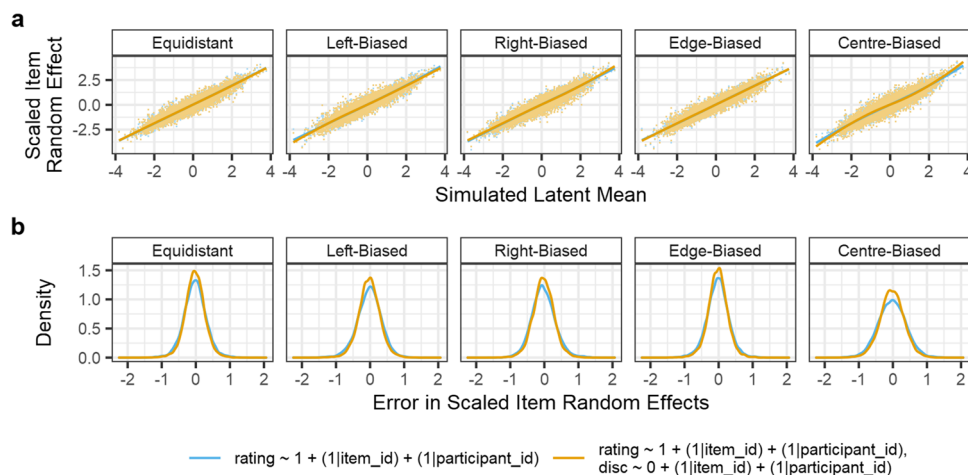 a
Equidistant Left-Biased Right-Biased Edge-Biased Centre-Biased
Scaled Item
Random Effect
2.5
0.0
-2.5
-4 -2 0 2 4 -4 -2 0 2 4 -4 -2 0 2 4 -4 -2 0 2 4 -4 -2 0 2 4
Simulated Latent Mean
b
Equidistant Left-Biased Right-Biased Edge-Biased Centre-Biased
Density
1.5
1.0
0.5
0.0
-2 -1 0 1 2 -2 -1 0 1 2 -2 -1 0 1 2 -2 -1 0 1 2 -2 -1 0 1 2
Error in Scaled Item Random Effects
rating ~ 1 + (1|item_id) + (1|participant_id)
rating ~ 1 + (1|item_id) + (1|participant_id),
disc ~ 0 + (1|item_id) + (1|participant_id)